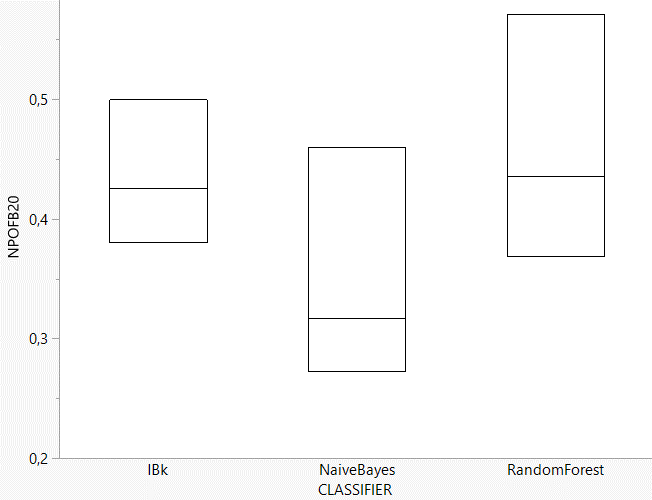 NPOFB20
0,5
0,4
0,3
0,2
IBk
NaiveBayes
RandomForest
CLASSIFIER